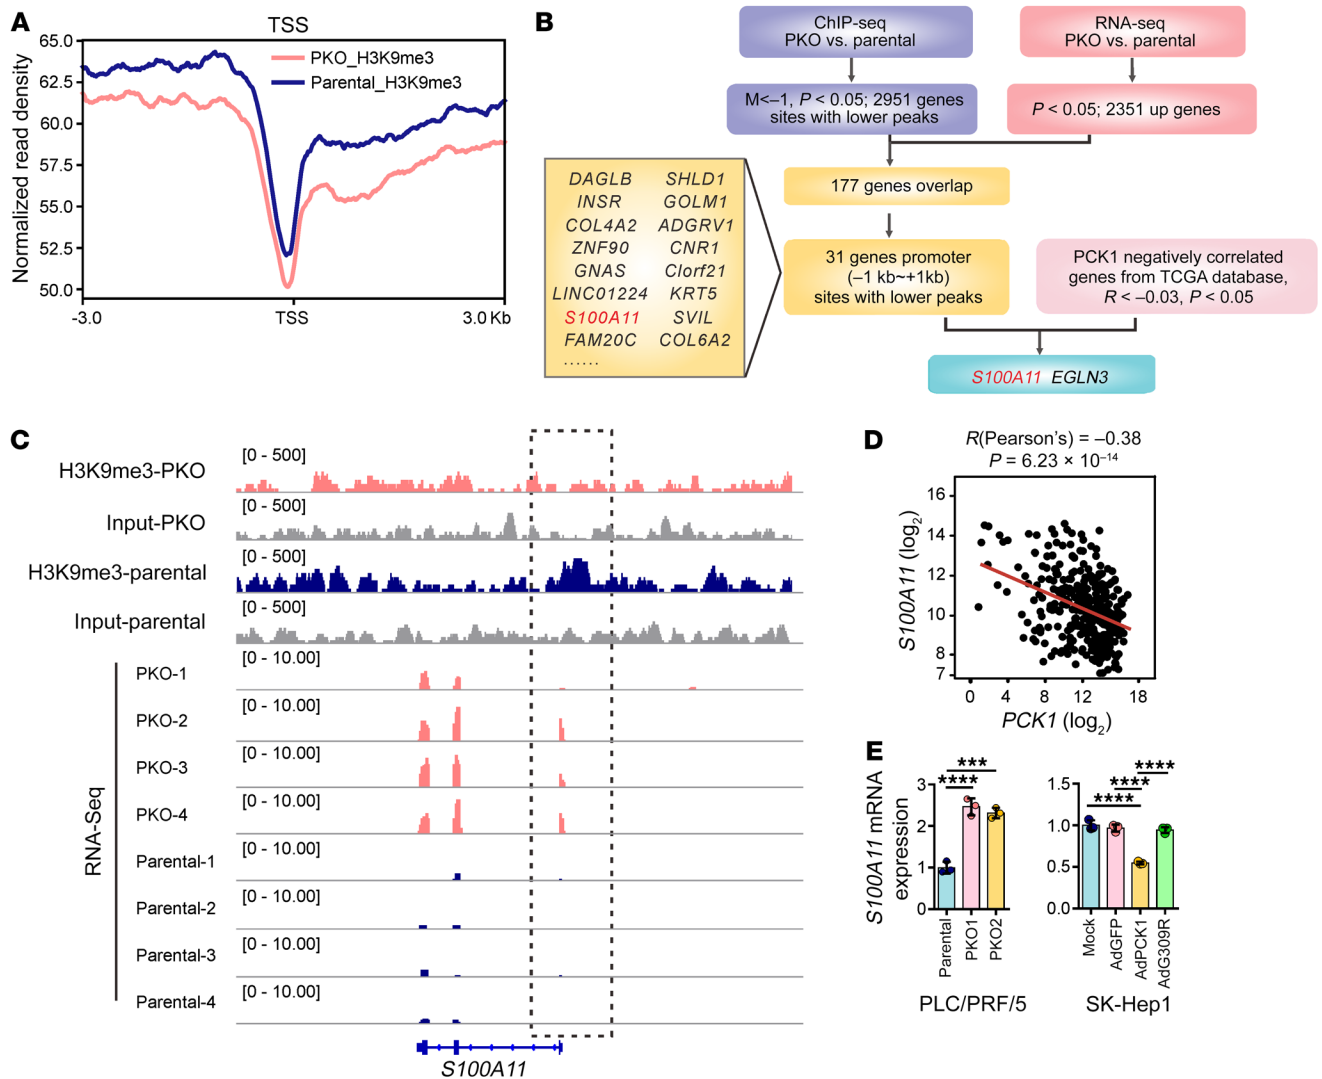 A
TSS
65.0
62.5
60.0
57.5
55.0
52.5
50.0
Normalized read density
PKO_H3K9me3
Parental_H3K9me3
-3.0
TSS
3.0 Kb
B
ChIP-seq
PKO vs. parental
RNA-seq
PKO vs. parental
M<–1, P < 0.05; 2951 genes
sites with lower peaks
P < 0.05; 2351 up genes
177 genes overlap
31 genes promoter
(–1 kb~+1kb)
sites with lower peaks
PCK1 negatively correlated
genes from TCGA database,
R < –0.03, P < 0.05
S100A11 EGLN3
DAGLB SHLD1
INSR GOLM1
COL4A2 ADGRV1
ZNF90 CNR1
GNAS Clorf21
LINC01224 KRT5
S100A11 SVIL
FAM20C COL6A2
......
C
H3K9me3-PKO [0 - 500]
Input-PKO [0 - 500]
H3K9me3-parental [0 - 500]
Input-parental [0 - 500]
RNA-Seq
PKO-1 [0 - 10.00]
PKO-2 [0 - 10.00]
PKO-3 [0 - 10.00]
PKO-4 [0 - 10.00]
Parental-1 [0 - 10.00]
Parental-2 [0 - 10.00]
Parental-3 [0 - 10.00]
Parental-4 [0 - 10.00]
S100A11
D
R(Pearson's) = –0.38
P = 6.23 × 10–14
S100A11 (log2)
16
14
12
10
8
7
0 4 8 12 18
PCK1 (log2)
E
S100A11 mRNA
expression
3
2
1
0
**** ***
Parental
PKO1
PKO2
PLC/PRF/5
1.5
1.0
0.5
0.0
****
****
****
Mock
AdGFP
AdPCK1
AdG309R
SK-Hep1